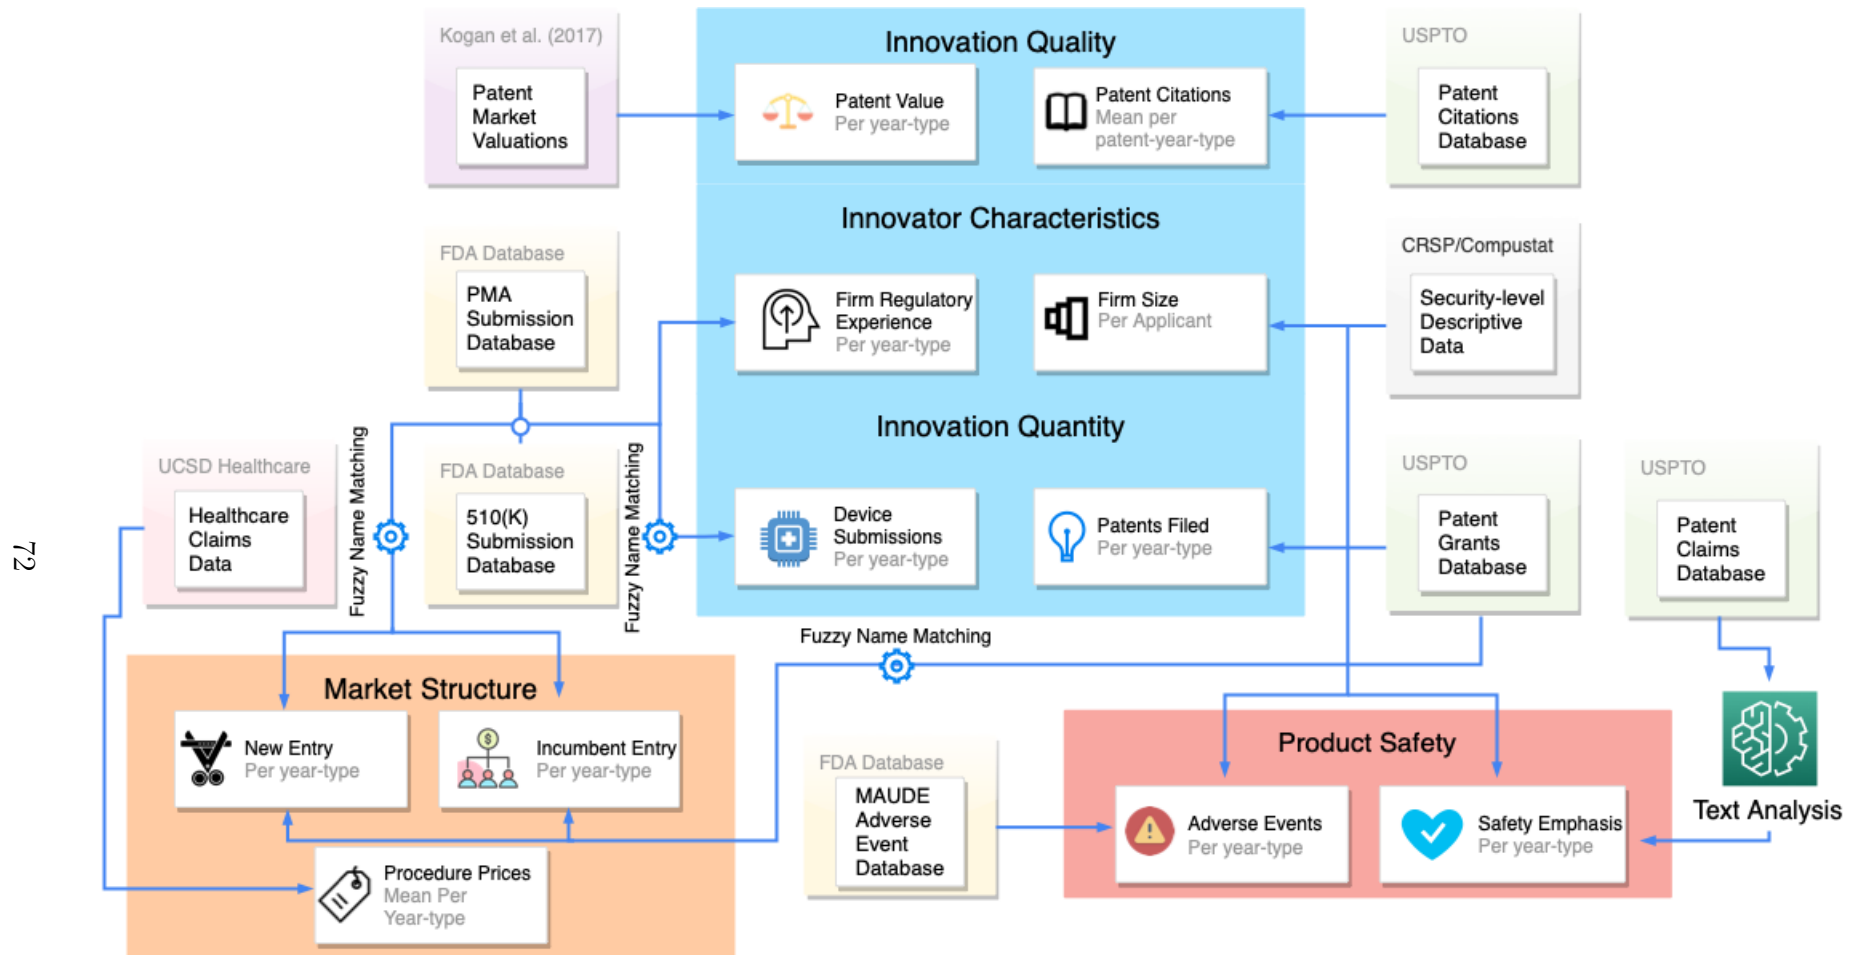 Kogan et al. (2017)
Patent
Market
Valuations
Innovation Quality
Patent Value
Per year-type
Patent Citations
Mean per
patent-year-type
USPTO
Patent
Citations
Database
Innovator Characteristics
FDA Database
PMA
Submission
Database
Firm Regulatory
Experience
Per year-type
Firm Size
Per Applicant
CRSP/Compustat
Security-level
Descriptive
Data
Innovation Quantity
UCSD Healthcare
Healthcare
Claims
Data
Fuzzy Name Matching
FDA Database
510(K)
Submission
Database
Fuzzy Name Matching
Device
Submissions
Per year-type
Patents Filed
Per year-type
USPTO
Patent
Grants
Database
USPTO
Patent
Claims
Database
72
Fuzzy Name Matching
Market Structure
New Entry
Per year-type
$
Incumbent Entry
Per year-type
Procedure Prices
Mean Per
Year-type
FDA Database
MAUDE
Adverse
Event
Database
Product Safety
Adverse Events
Per year-type
Safety Emphasis
Per year-type
Text Analysis